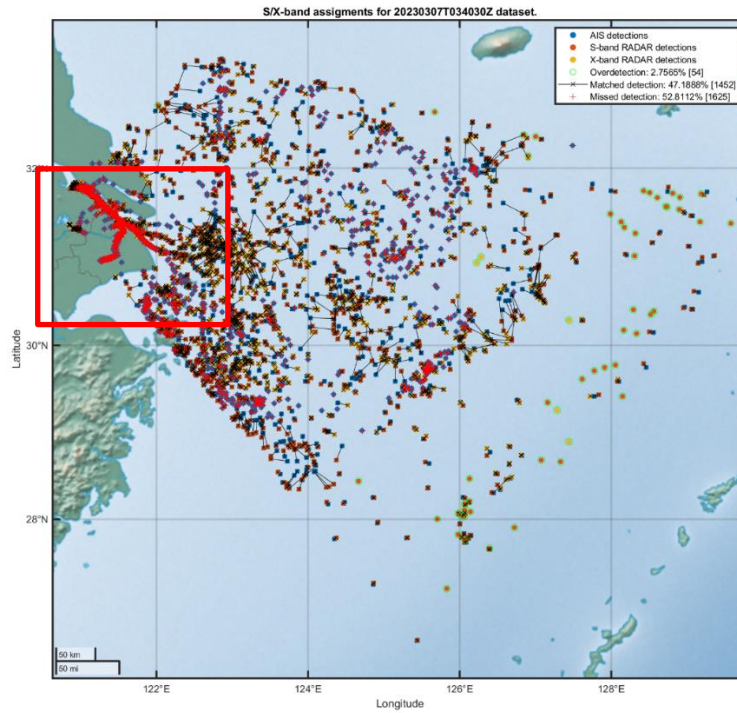 S/X-band assigments for 20230307T034030Z dataset.
AIS detections
S-band RADAR detections
X-band RADAR detections
Overdetection: 2.7565% [54]
Matched detection: 47.1888% [1452]
Missed detection: 52.8112% [1625]
32°N
30°N
28°N
Latitude
50 km
50 mi
122°E
124°E
126°E
128°E
Longitude